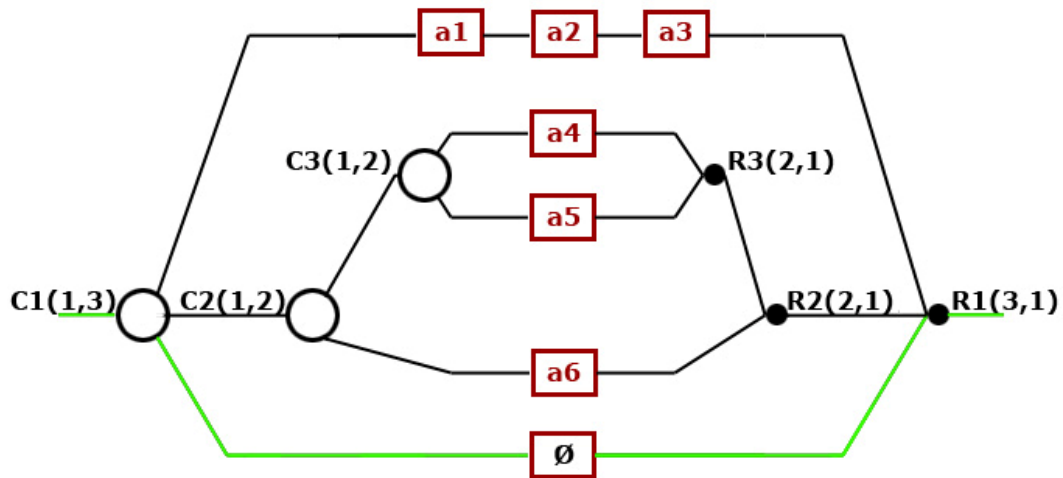 a1 a2 a3
a4
C3(1,2) R3(2,1)
a5
C1(1,3) C2(1,2) R2(2,1) R1(3,1)
a6
Ø